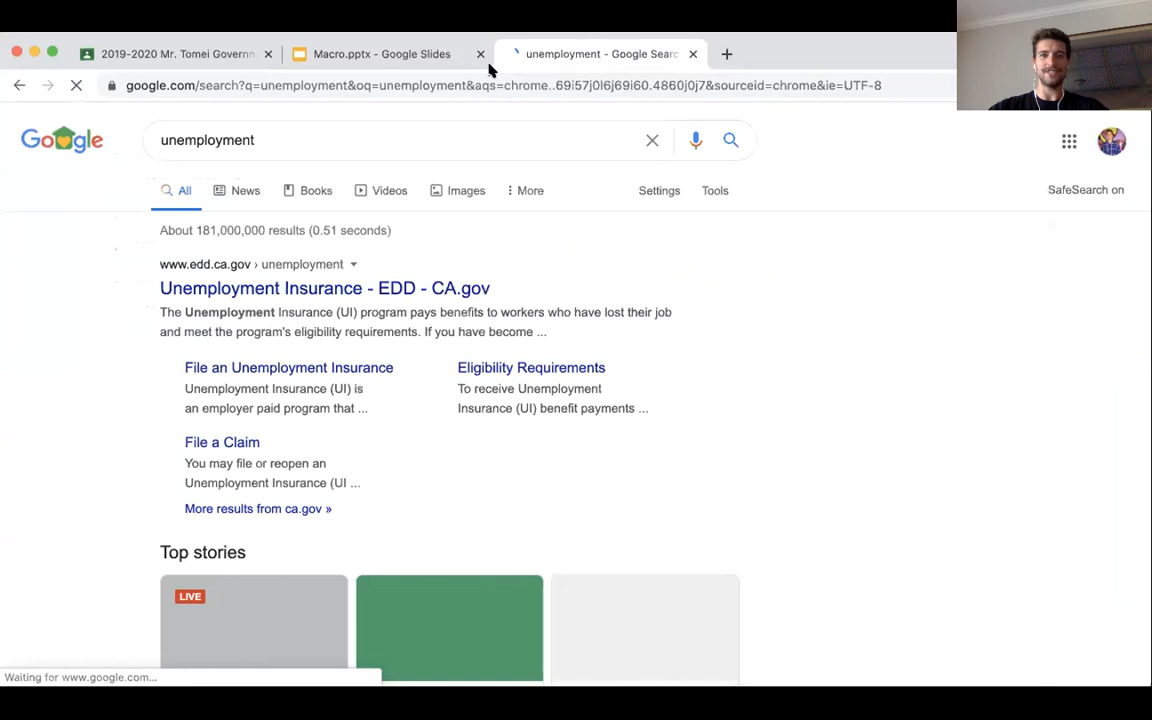 2019-2020 Mr. Tomei Governn
Macro.pptx - Google Slides
unemployment - Google Searc
google.com/search?q=unemployment&oq=unemployment&aqs=chrome..69i57j0l6j69i60.4860j0j7&sourceid=chrome&ie=UTF-8
Google
unemployment
All News Books Videos Images More Settings Tools SafeSearch on
About 181,000,000 results (0.51 seconds)
www.edd.ca.gov › unemployment
Unemployment Insurance - EDD - CA.gov
The Unemployment Insurance (UI) program pays benefits to workers who have lost their job
and meet the program's eligibility requirements. If you have become ...
File an Unemployment Insurance
Unemployment Insurance (UI) is
an employer paid program that ...
Eligibility Requirements
To receive Unemployment
Insurance (UI) benefit payments ...
File a Claim
You may file or reopen an
Unemployment Insurance (UI ...
More results from ca.gov »
Top stories
LIVE
Waiting for www.google.com...